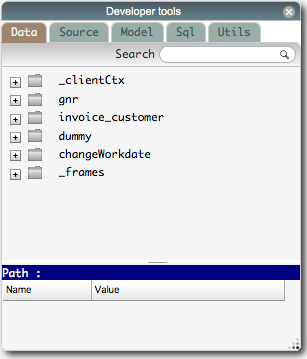 Developer tools
Data Source Model Sql Utils
Search
_clientCtx
gnr
invoice_customer
dummy
changeWorkdate
_frames
Path :
Name Value